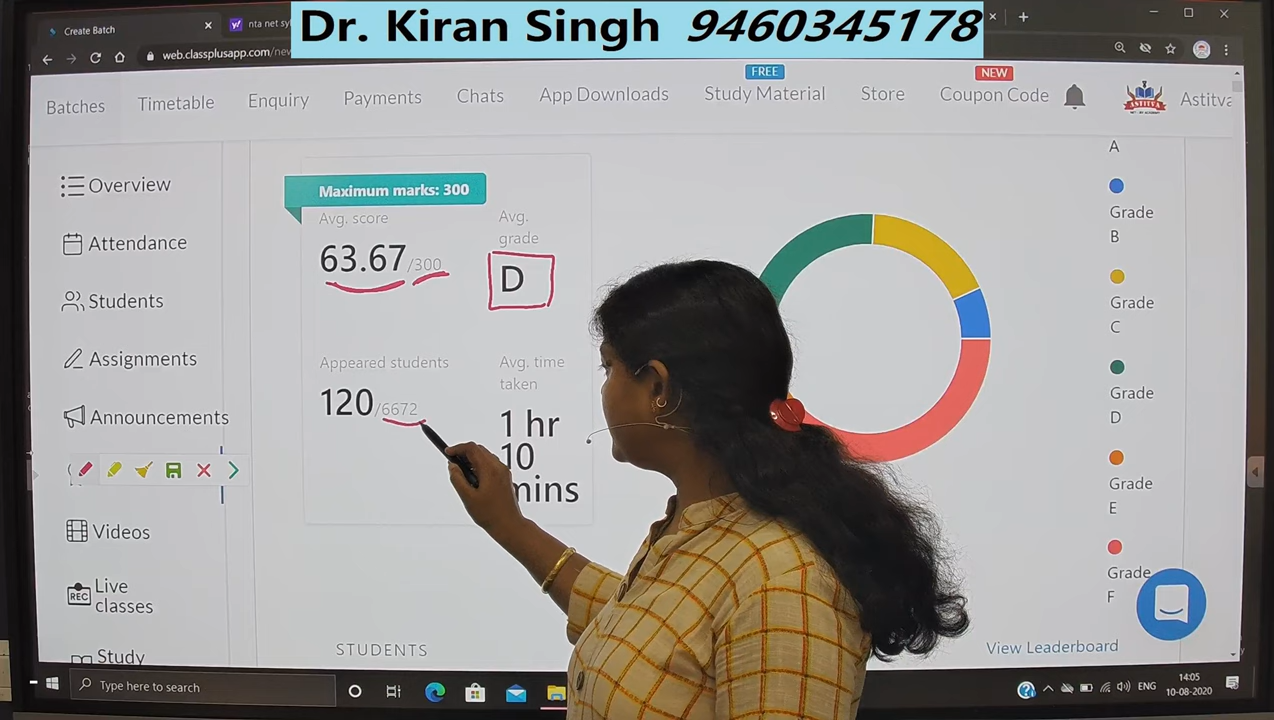 Create Batch
nta net sy
Dr. Kiran Singh 9460345178
web.classplusapp.com/nev
Batches
Timetable
Enquiry
Payments
Chats
App Downloads
FREE
Study Material
Store
NEW
Coupon Code
ASTITVA
Astitva
Overview
Attendance
Students
Assignments
Announcements
Videos
REC
Live
classes
Study
Maximum marks: 300
Avg. score
63.67/300
Avg.
grade
D
Appeared students
120/6672
Avg. time
taken
1 hr
10
mins
A
Grade
B
Grade
C
Grade
D
Grade
E
Grade
F
STUDENTS
View Leaderboard
Type here to search
ENG
14:05
10-08-2020